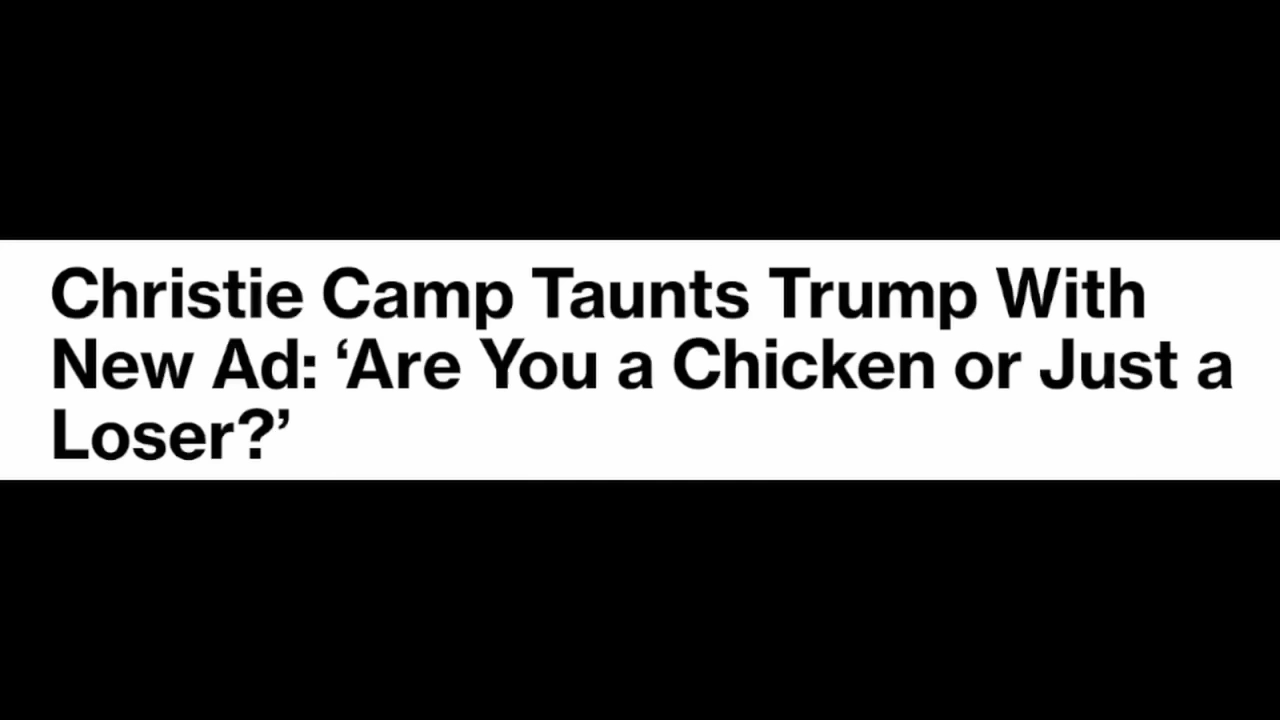 Christie Camp Taunts Trump With
New Ad: ‘Are You a Chicken or Just a
Loser?’